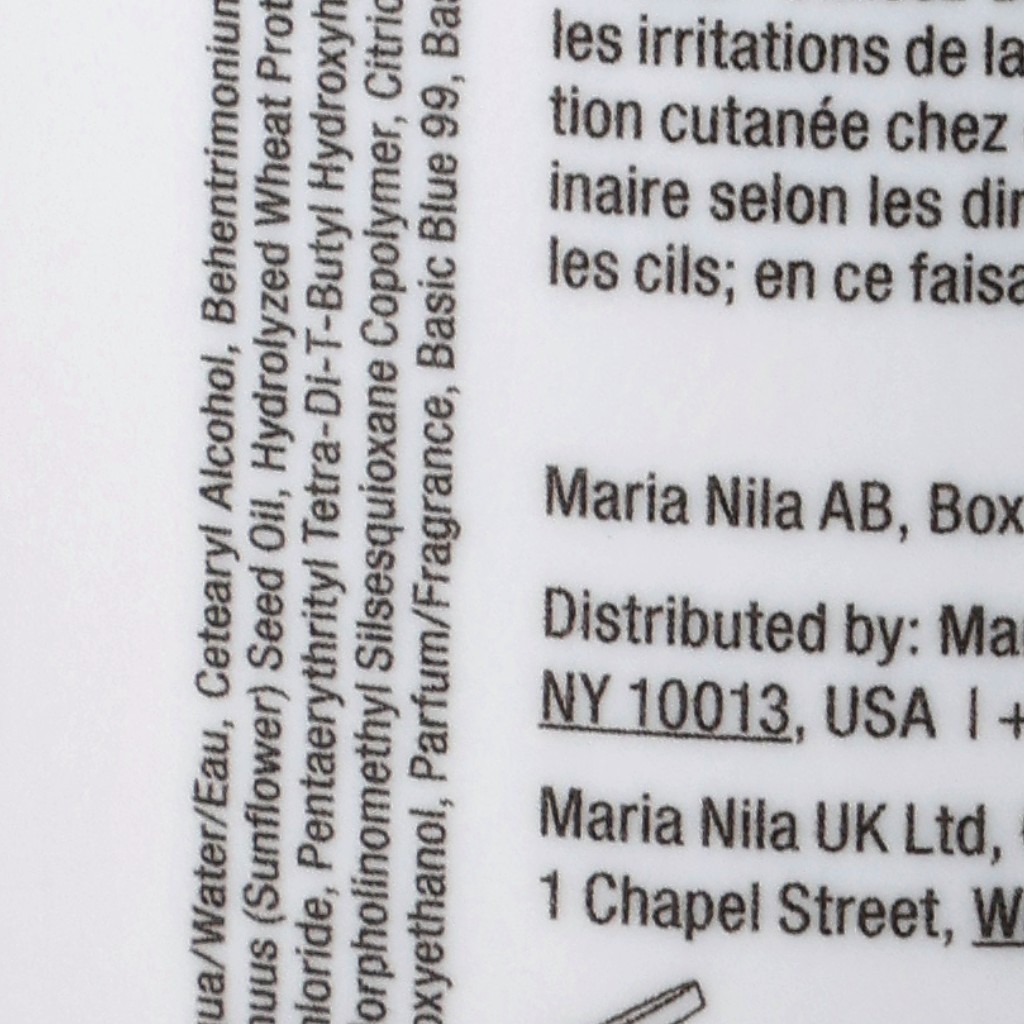 ua/Water/Eau, Cetearyl Alcohol, Behentrimonium
uus (Sunflower) Seed Oil, Hydrolyzed Wheat Prot
loride, Pentaerythrityl Tetra-Di-T-Butyl Hydroxyh
orpholinomethyl Silsesquioxane Copolymer, Citric
oxyethanol, Parfum/Fragrance, Basic Blue 99, Bas
les irritations de la
tion cutanée chez
inaire selon les dir
les cils; en ce faisa
Maria Nila AB, Box
Distributed by: Ma
NY 10013, USA | +
Maria Nila UK Ltd,
1 Chapel Street, W